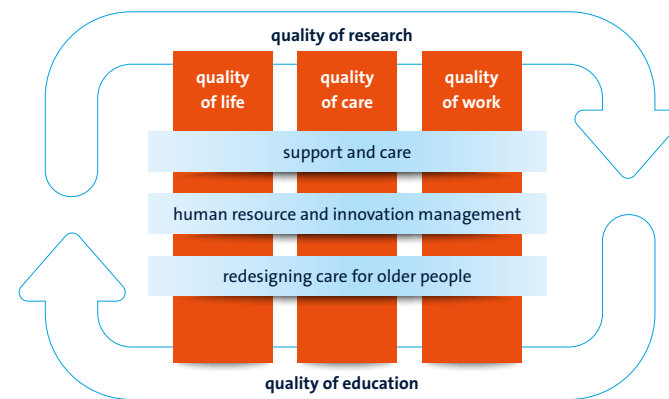 quality of research
quality
of life
quality
of care
quality
of work
support and care
human resource and innovation management
redesigning care for older people
quality of education